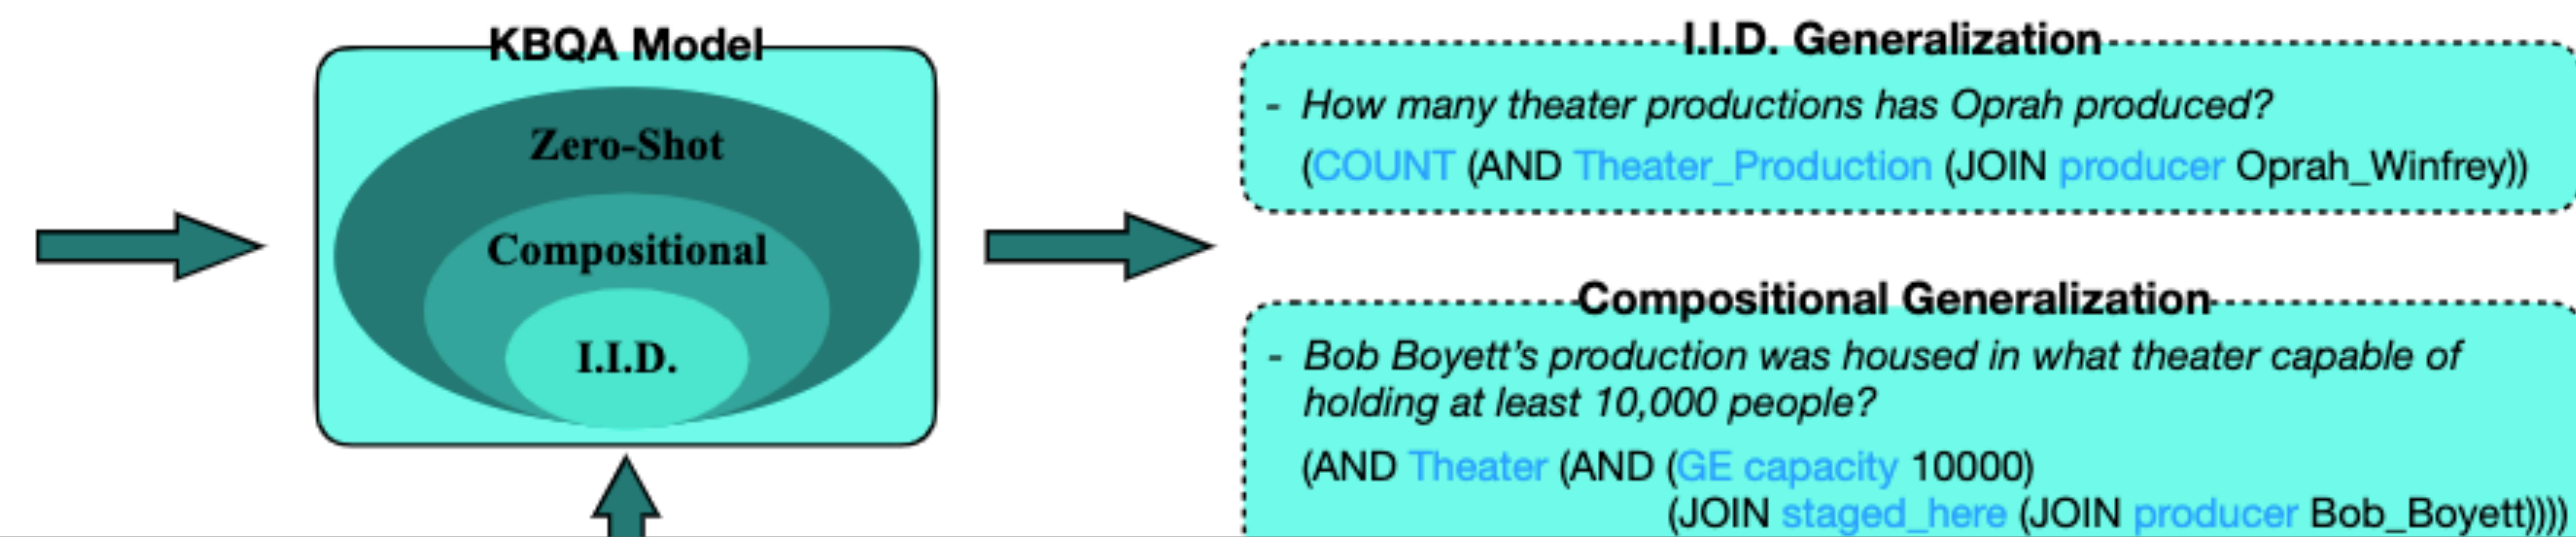 KBQA Model
Zero-Shot
Compositional
I.I.D.
I.I.D. Generalization
- How many theater productions has Oprah produced?
(COUNT (AND Theater_Production (JOIN producer Oprah_Winfrey))
Compositional Generalization
- Bob Boyett’s production was housed in what theater capable of
holding at least 10,000 people?
(AND Theater (AND (GE capacity 10000)
(JOIN staged_here (JOIN producer Bob_Boyett))))